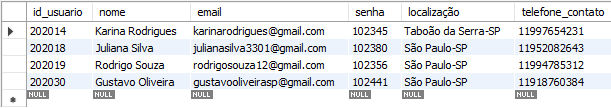 id_usuario nome email senha localização telefone_contato
202014 Karina Rodrigues karinarodrigues@gmail.com 102345 Taboão da Serra-SP 11997654231
202018 Juliana Silva julianasilva3301@gmail.com 102380 São Paulo-SP 11952082643
202019 Rodrigo Souza rodrigosouza12@gmail.com 102356 São Paulo-SP 11994785312
202030 Gustavo Oliveira gustavooliveirasp@gmail.com 102441 São Paulo-SP 11918760384
NULL NULL NULL NULL NULL NULL